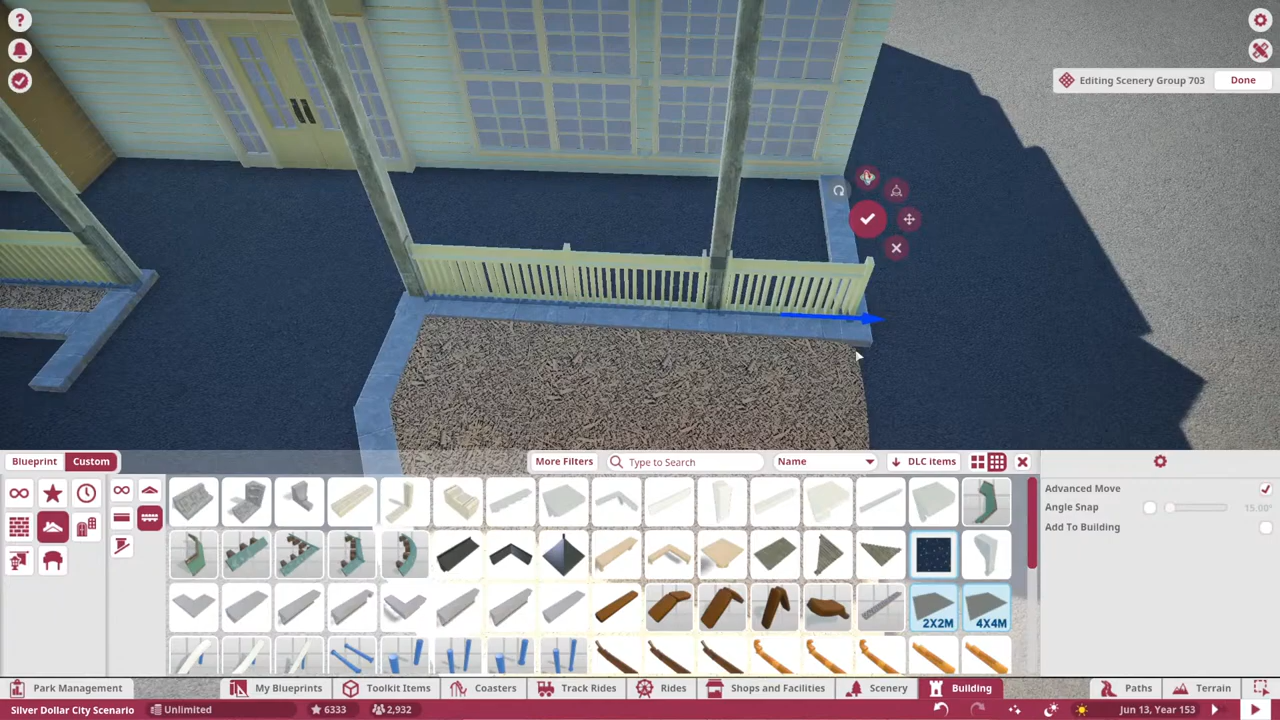 ?
Editing Scenery Group 703
Done
Blueprint
Custom
More Filters
Type to Search
Name
DLC items
Advanced Move
Angle Snap
15.00°
Add To Building
2X2M
4X4M
Park Management
My Blueprints
Toolkit Items
Coasters
Track Rides
Rides
Shops and Facilities
Scenery
Building
Paths
Terrain
Silver Dollar City Scenario
Unlimited
6333
2,932
Jun 13, Year 153